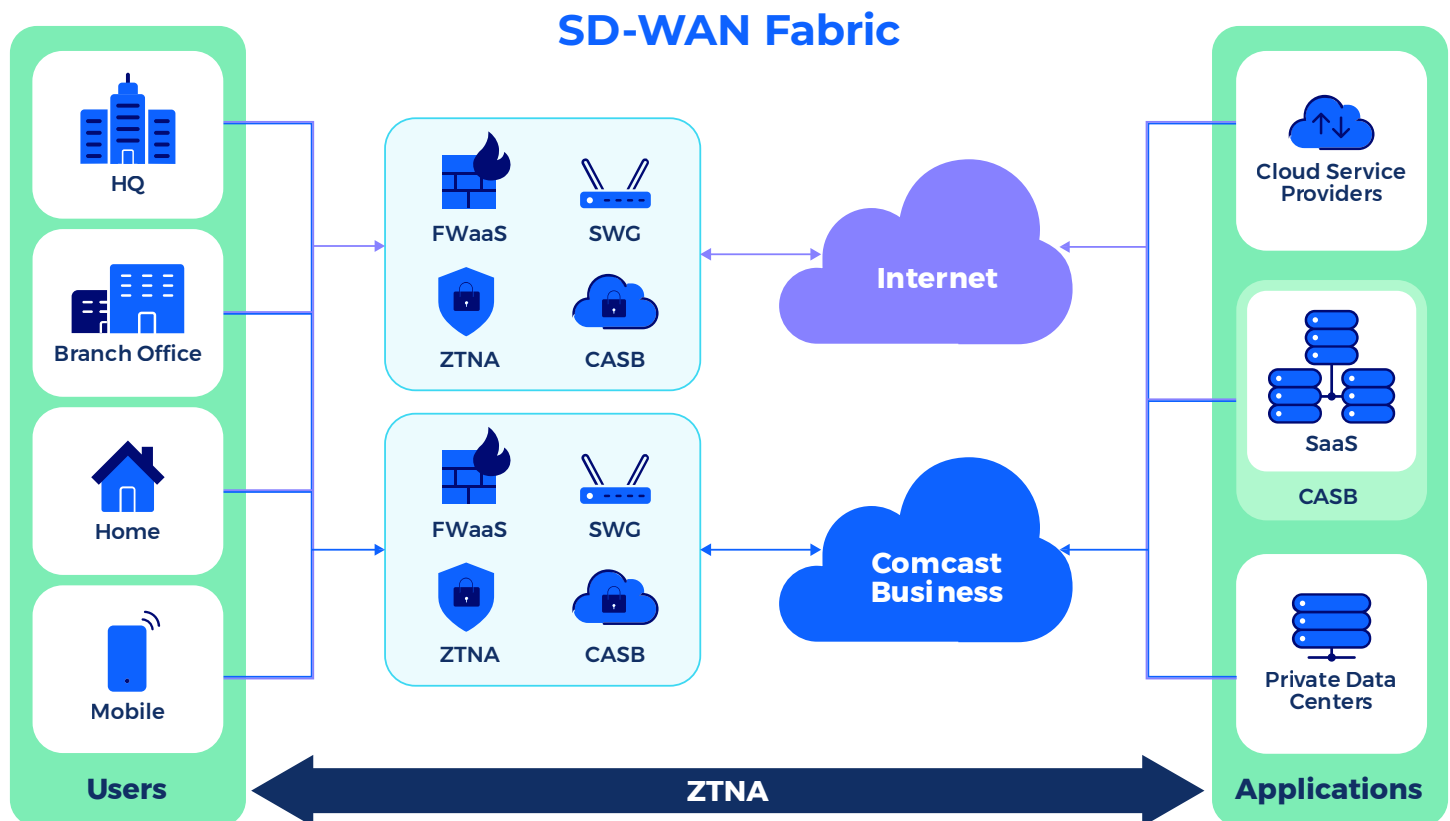 SD-WAN Fabric
HQ
Branch Office
Home
Mobile
Users
FWaaS
SWG
ZTNA
CASB
FWaaS
SWG
ZTNA
CASB
Internet
Comcast
Business
Cloud Service
Providers
SaaS
CASB
Private Data
Centers
Applications
ZTNA